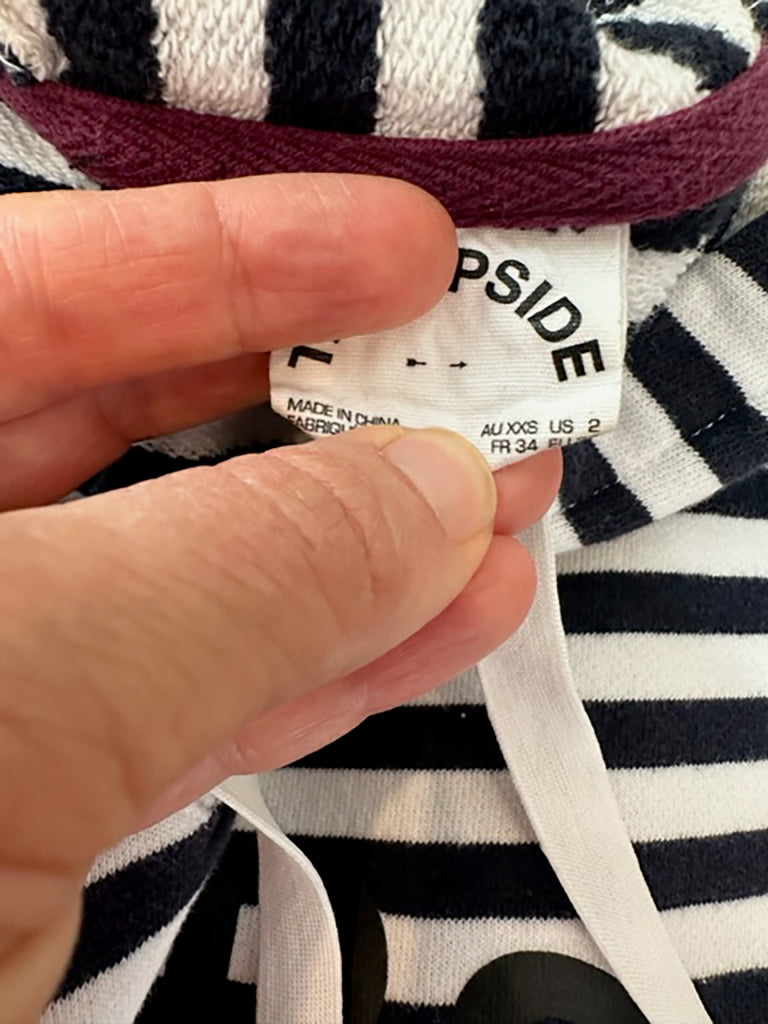 PSIDE
MADE IN CHINA
AU XXS US 2
FR 34